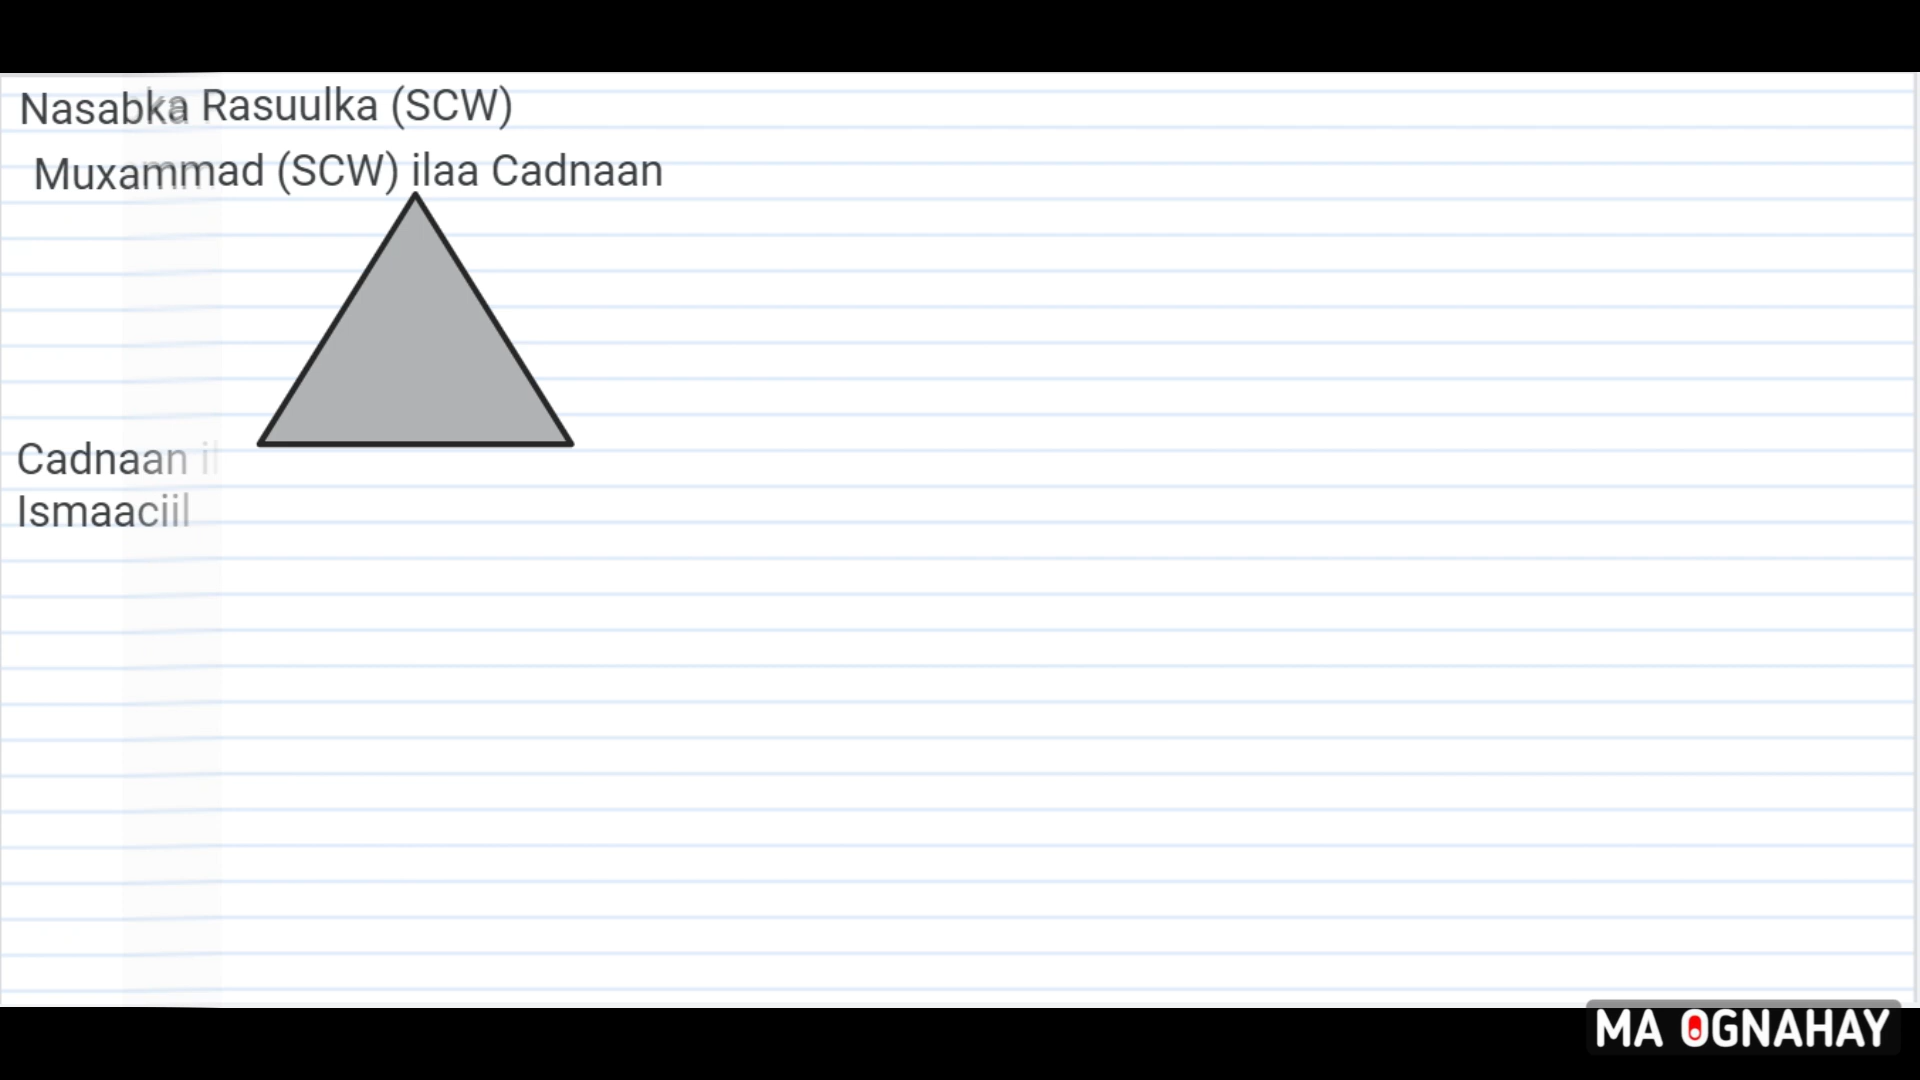 Nasabka Rasuulka (SCW)
Muxammad (SCW) ilaa Cadnaan
Cadnaan
Ismaaciil
MA OGNAHAY